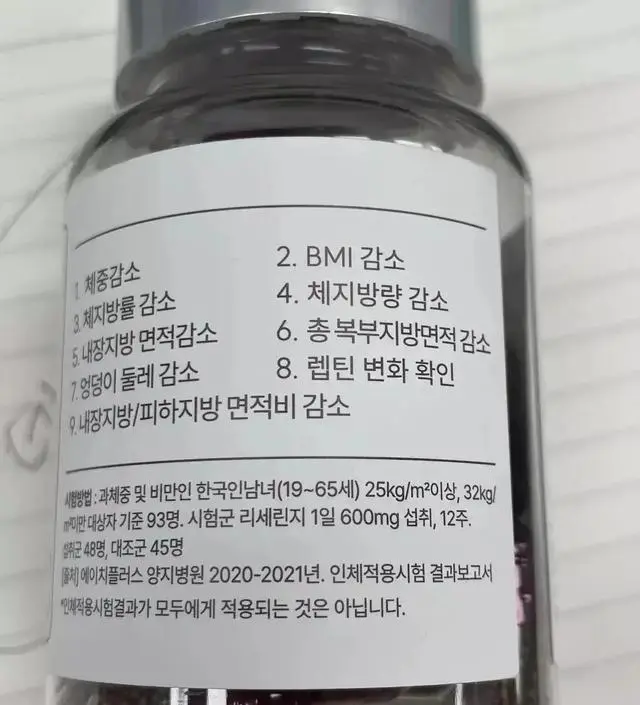 1. 체중감소
2. BMI 감소
3. 체지방률 감소
4. 체지방량 감소
5. 내장지방 면적감소
6. 총 복부지방면적 감소
7. 엉덩이 둘레 감소
8. 렙틴 변화 확인
9. 내장지방/피하지방 면적비 감소
시험방법 : 과체중 및 비만인 한국인남녀(19~65세) 25kg/m²이상, 32kg/
m²미만 대상자 기준 93명. 시험군 리세린지 1일 600mg 섭취, 12주.
섭취군 48명, 대조군 45명
[출처] 에이치플러스 양지병원 2020-2021년. 인체적용시험 결과보고서
*인체적용시험결과가 모두에게 적용되는 것은 아닙니다.